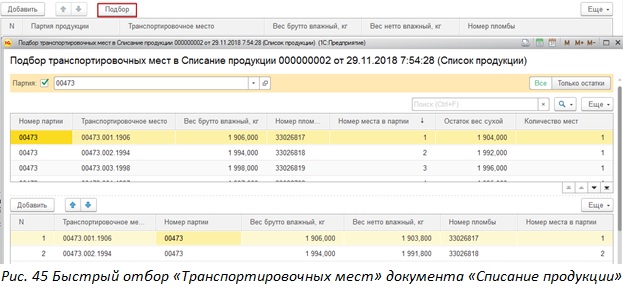 Добавить Подбор Еще
N Партия продукции Транспортировочное место Вес брутто влажный, кг Вес нетто влажный, кг Номер пломбы
Подбор транспортировочных мест в Списание продукции 000000002 от 29.11.2018 7:54:28 (Список продукции) (1С:Предприятие) M M+ M-
Подбор транспортировочных мест в Списание продукции 000000002 от 29.11.2018 7:54:28 (Список продукции)
Партия: 00473 Все Только остатки
Поиск (Ctrl+F) × Еще
Номер партии Транспортировочное место Вес брутто влажный, кг Номер плом... Номер места в партии ↓ Остаток вес сухой Количество мест
00473 00473.001.1906 1 906,000 33026817 1 1 904,000 1
00473 00473.002.1994 1 994,000 33026818 2 1 992,000 1
00473 00473.003.1998 1 998,000 33026819 3 1 996,000 1
Добавить Еще
N Транспортировочное ме... Номер партии Вес брутто влажный, кг Вес нетто влажный, кг Номер пломбы Номер места в партии
1 00473.001.1906 00473 1 906,000 1 903,800 33026817 1
2 00473.002.1994 00473 1 994,000 1 991,800 33026818 2
Рис. 45 Быстрый отбор «Транспортировочных мест» документа «Списание продукции»